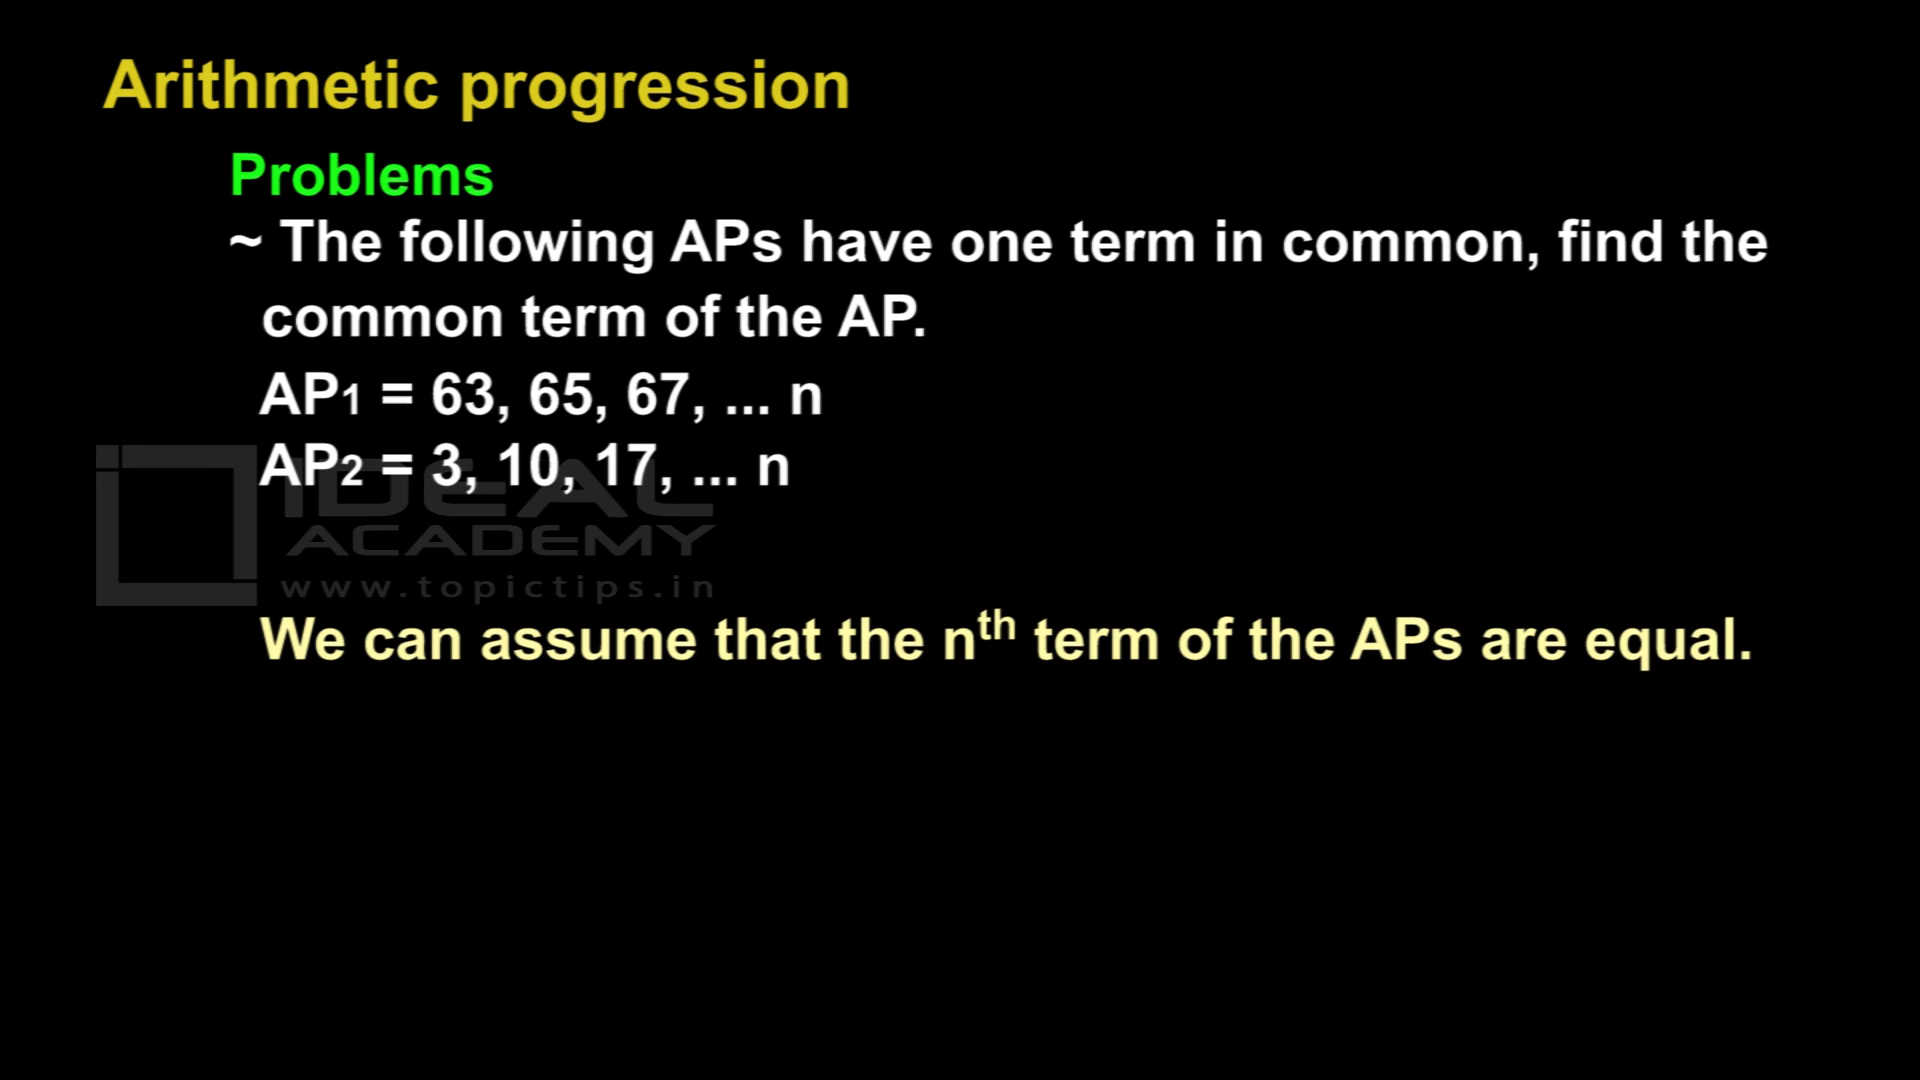 Arithmetic progression
Problems
~ The following APs have one term in common, find the
common term of the AP.
AP1 = 63, 65, 67, ... n
AP2 = 3, 10, 17, ... n
IDEAL
ACADEMY
www.topictips.in
We can assume that the nth term of the APs are equal.